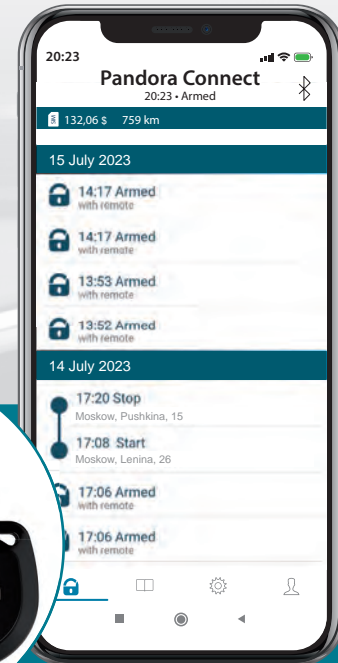 20:23
Pandora Connect
20:23 • Armed
SIM 132,06 $ 759 km
15 July 2023
14:17 Armed
with remote
14:17 Armed
with remote
13:53 Armed
with remote
13:52 Armed
with remote
14 July 2023
17:20 Stop
Moskow, Pushkina, 15
17:08 Start
Moskow, Lenina, 26
17:06 Armed
with remote
17:06 Armed
with remote